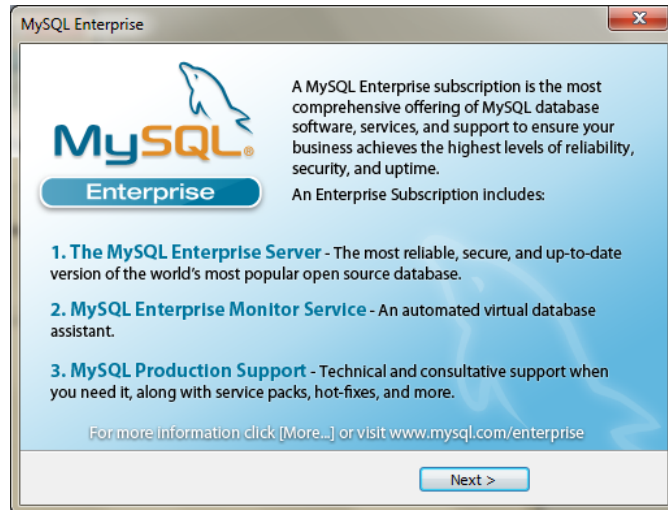 MySQL Enterprise
MySQL®
Enterprise
A MySQL Enterprise subscription is the most
comprehensive offering of MySQL database
software, services, and support to ensure your
business achieves the highest levels of reliability,
security, and uptime.
An Enterprise Subscription includes:
1. The MySQL Enterprise Server - The most reliable, secure, and up-to-date
version of the world's most popular open source database.
2. MySQL Enterprise Monitor Service - An automated virtual database
assistant.
3. MySQL Production Support - Technical and consultative support when
you need it, along with service packs, hot-fixes, and more.
For more information click [More...] or visit www.mysql.com/enterprise
Next >